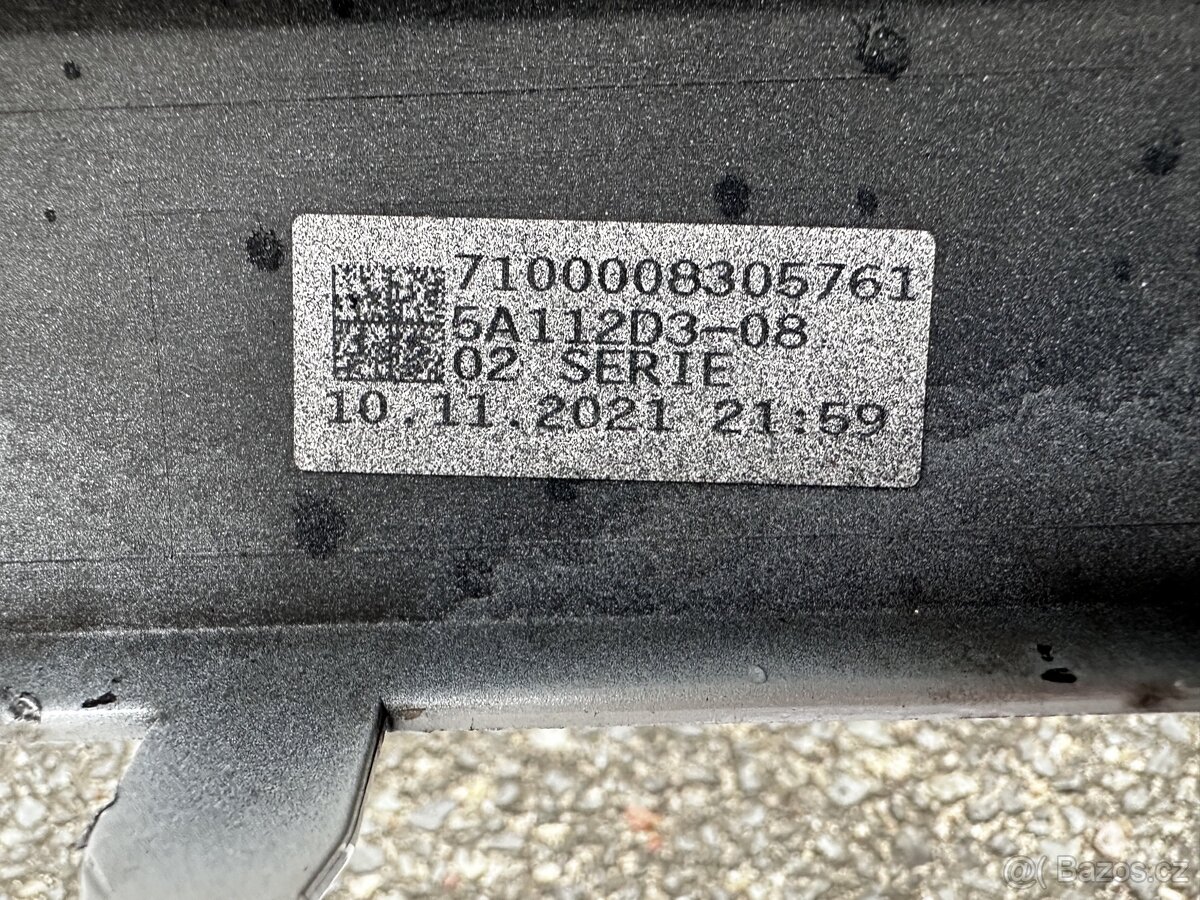 7100008305761
5A112D3-08
02 SERIE
10.11.2021 21:59
@( Bazos.cz